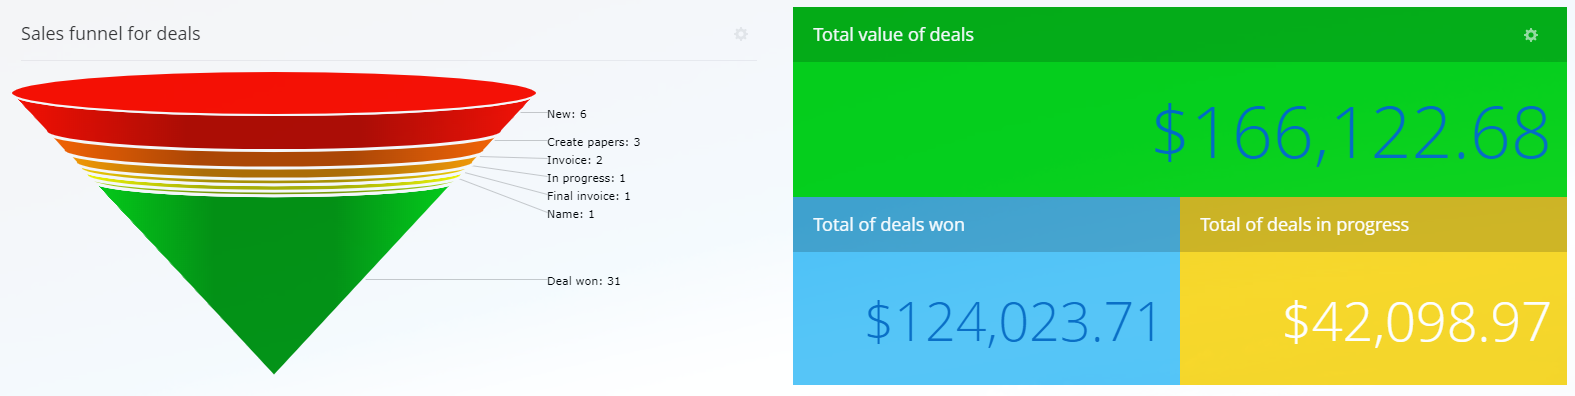 Sales funnel for deals
New: 6
Create papers: 3
Invoice: 2
In progress: 1
Final invoice: 1
Name: 1
Deal won: 31
Total value of deals
$166,122.68
Total of deals won
$124,023.71
Total of deals in progress
$42,098.97